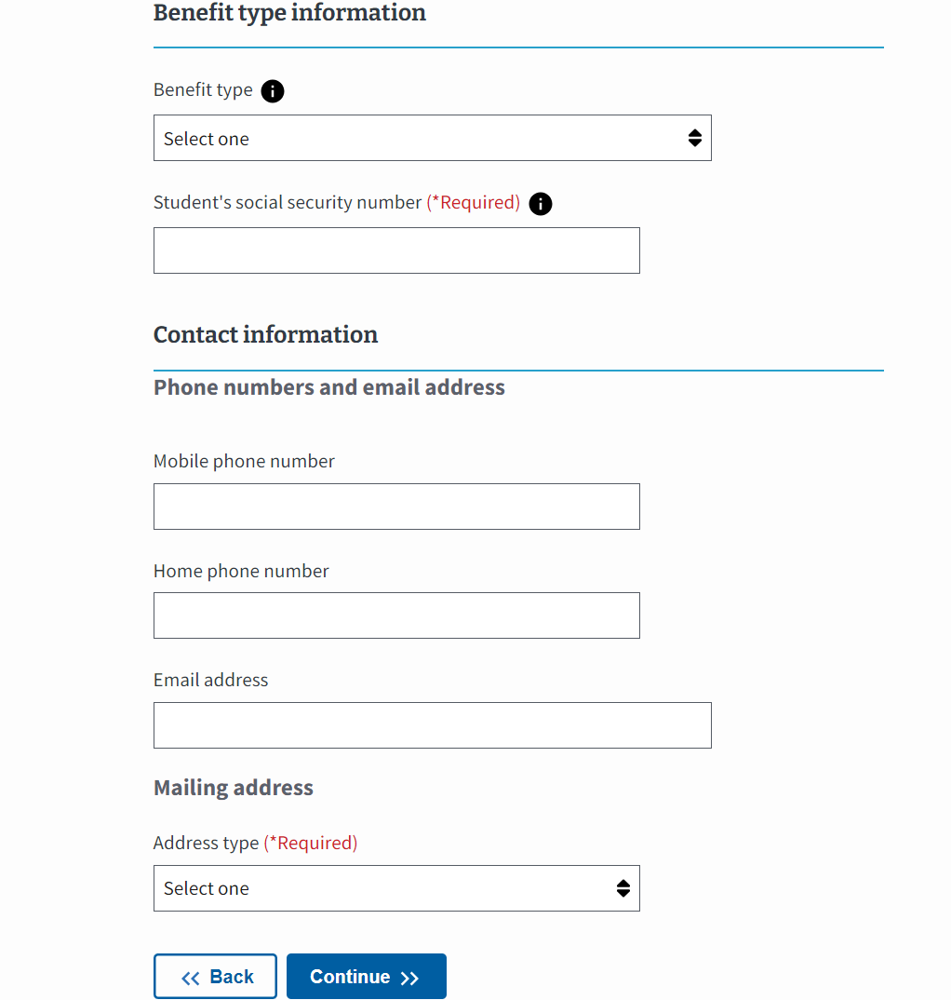 Benefit type information
Benefit type
Select one
Student's social security number (*Required)
Contact information
Phone numbers and email address
Mobile phone number
Home phone number
Email address
Mailing address
Address type (*Required)
Select one
Back
Continue